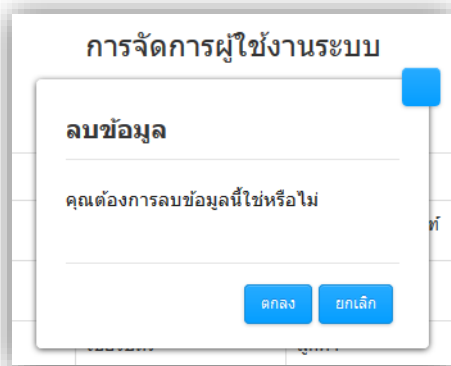 การจัดการผู้ใช้งานระบบ
ลบข้อมูล
คุณต้องการลบข้อมูลนี้ใช่หรือไม่
ตกลง ยกเลิก